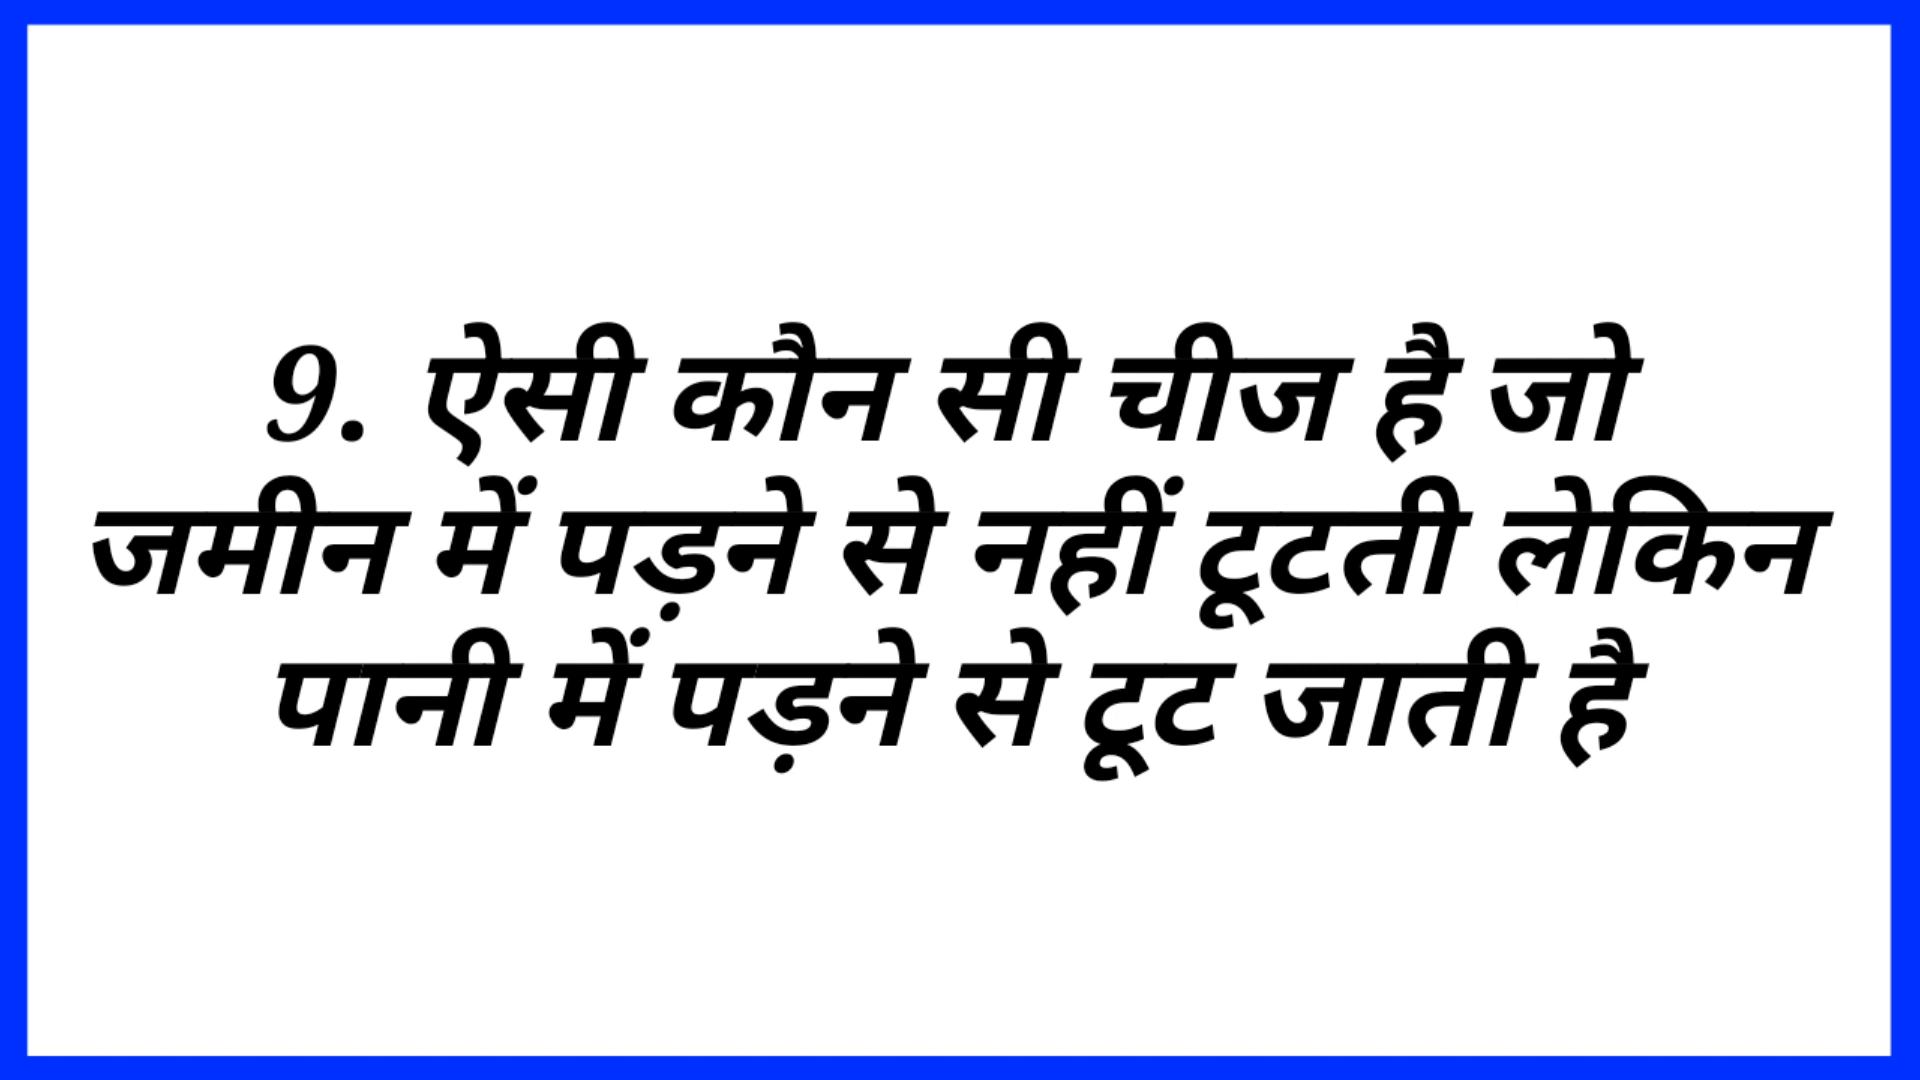 9. ऐसी कौन सी चीज है जो
जमीन में पड़ने से नहीं टूटती लेकिन
पानी में पड़ने से टूट जाती है